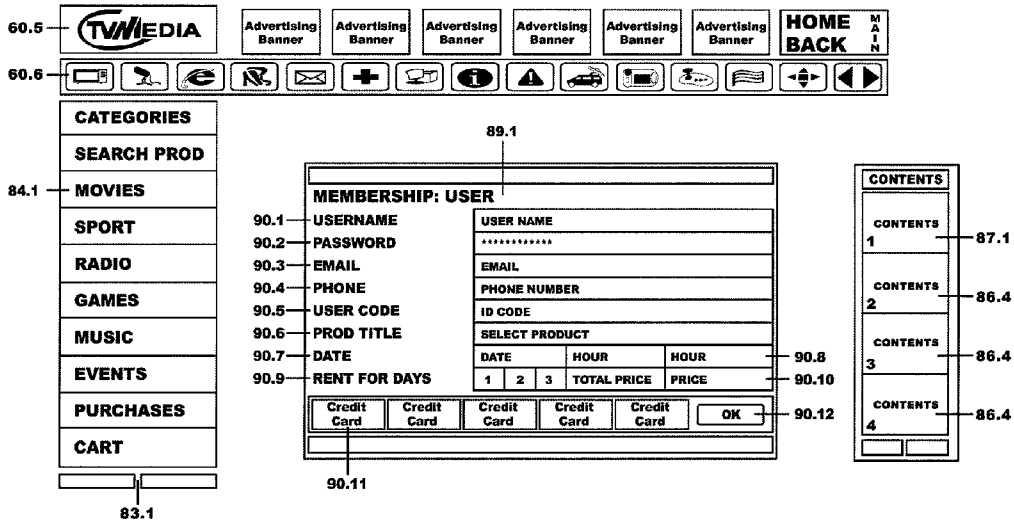 60.5
TVMEDIA
Advertising Banner
Advertising Banner
Advertising Banner
Advertising Banner
Advertising Banner
Advertising Banner
HOME
BACK
MAIN
60.6
CATEGORIES
SEARCH PROD
84.1
MOVIES
SPORT
RADIO
GAMES
MUSIC
EVENTS
PURCHASES
CART
83.1
89.1
MEMBERSHIP: USER
90.1 USERNAME USER NAME
90.2 PASSWORD ************
90.3 EMAIL EMAIL
90.4 PHONE PHONE NUMBER
90.5 USER CODE ID CODE
90.6 PROD TITLE SELECT PRODUCT
90.7 DATE DATE HOUR HOUR 90.8
90.9 RENT FOR DAYS 1 2 3 TOTAL PRICE PRICE 90.10
Credit Card
Credit Card
Credit Card
Credit Card
Credit Card
OK 90.12
90.11
CONTENTS
CONTENTS
1
87.1
CONTENTS
2
86.4
CONTENTS
3
86.4
CONTENTS
4
86.4